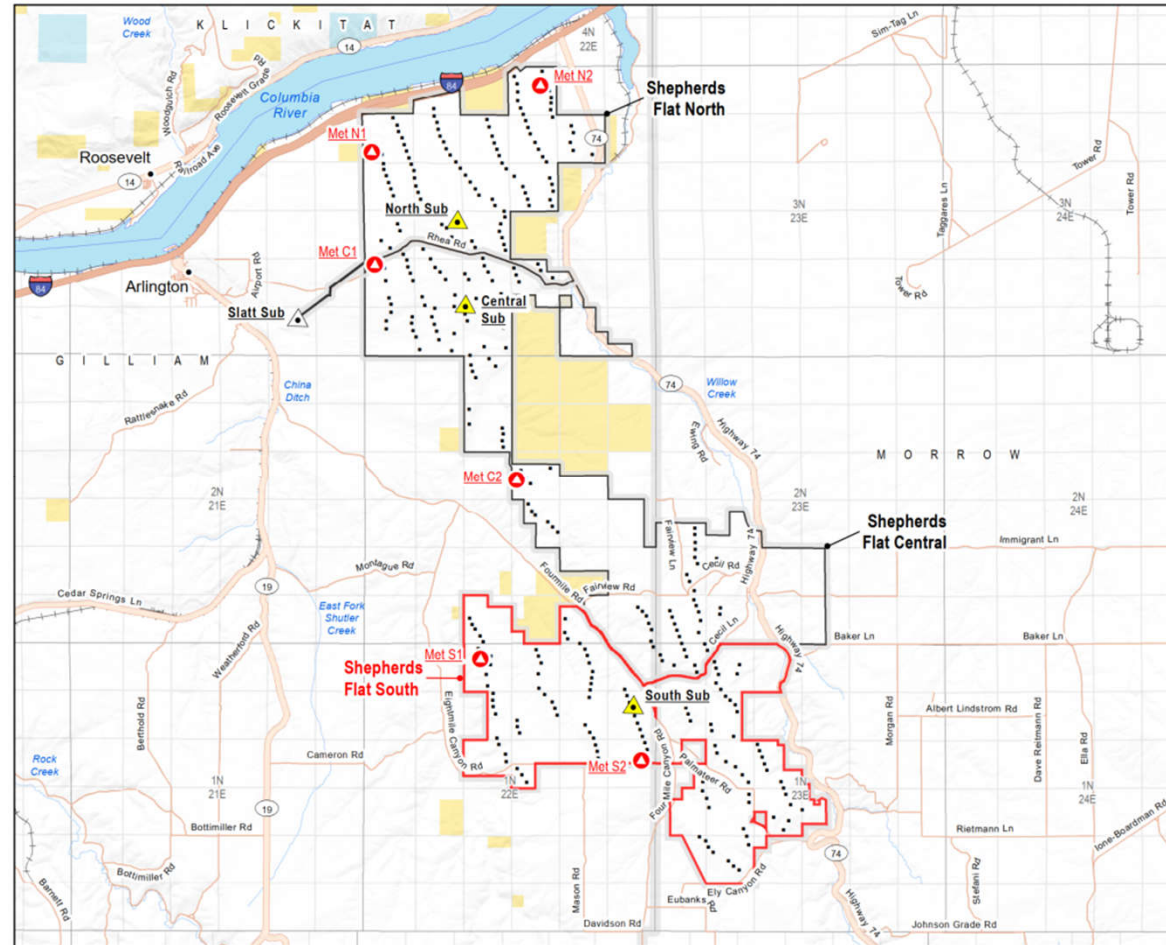 Wood
Creek
K L I C K I T A T
14
4N
22E
Sim-Tag Ln
Woodgulch Rd
Roosevelt Grade Rd
84
Met N2
Shepherds
Flat North
Columbia
River
74
Tower Rd
Met N1
Roosevelt
Railroad Ave
14
Taggares Ln
Tower Rd
3N
23E
3N
24E
North Sub
Rhea Rd
Met C1
Airport Rd
Arlington
84
Tower Rd
Slatt Sub
Central
Sub
G I L L I A M
China
Ditch
74
Willow
Creek
Rattlesnake Rd
Highway 74
Ewing Rd
M O R R O W
Met C2
2N
21E
2N
23E
2N
24E
Fairview Ln
Shepherds
Flat Central
Immigrant Ln
Montague Rd
Fourmile Rd
Cecil Rd
Highway 74
19
Fairview Rd
Cedar Springs Ln
East Fork
Shutler
Creek
Cecil Ln
Baker Ln
Baker Ln
Weatherford Rd
Highway 74
Met S1
Shepherds
Flat South
South Sub
Berthold Rd
Eightmile Canyon Rd
Morgan Rd
Albert Lindstrom Rd
Dave Reitmann Rd
Ella Rd
Cameron Rd
Rock
Creek
Met S2
Four Mile Canyon Rd
Palmateer Rd
1N
21E
1N
22E
1N
23E
1N
24E
19
Bottimiller Rd
Rietmann Ln
Ione-Boardman Rd
74
Bottimiller Rd
Barnett Rd
Mason Rd
Ely Canyon Rd
Stefani Rd
Eubanks Rd
Highway 74
Davidson Rd
Johnson Grade Rd